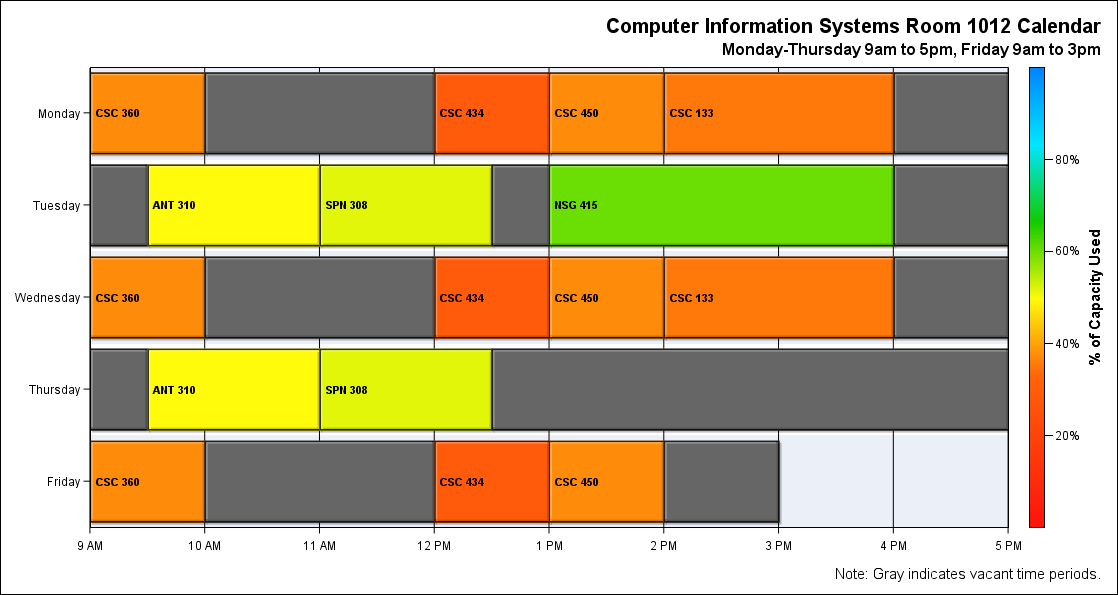 Computer Information Systems Room 1012 Calendar
Monday-Thursday 9am to 5pm, Friday 9am to 3pm
Monday
CSC 360
CSC 434
CSC 450
CSC 133
Tuesday
ANT 310
SPN 308
NSG 415
Wednesday
CSC 360
CSC 434
CSC 450
CSC 133
Thursday
ANT 310
SPN 308
Friday
CSC 360
CSC 434
CSC 450
9 AM
10 AM
11 AM
12 PM
1 PM
2 PM
3 PM
4 PM
5 PM
80%
60%
40%
20%
% of Capacity Used
Note: Gray indicates vacant time periods.